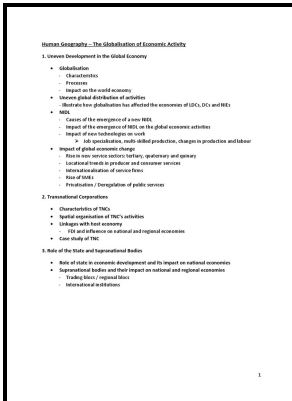 Human Geography – The Globalisation of Economic Activity
1. Uneven Development in the Global Economy
• Globalisation
- Characteristics
- Processes
- Impact on the world economy
• Uneven global distribution of activities
- Illustrate how globalisation has affected the economies of LDCs, DCs and NIEs
• NIDL
- Causes of the emergence of a new NIDL
- Impact of the emergence of NIDL on the global economic activities
- Impact of new technologies on work
➤ Job specialisation, multi-skilled production, changes in production and labour
• Impact of global economic change
- Rise in new service sectors: tertiary, quaternary and quinary
- Locational trends in producer and consumer services
- Internationalisation of service firms
- Rise of SMEs
- Privatisation / Deregulation of public services
2. Transnational Corporations
• Characteristics of TNCs
• Spatial organisation of TNC's activities
• Linkages with host economy
- FDI and influence on national and regional economies
• Case study of TNC
3. Role of the State and Supranational Bodies
• Role of state in economic development and its impact on national economies
• Supranational bodies and their impact on national and regional economies
- Trading blocs / regional blocs
- International institutions
1